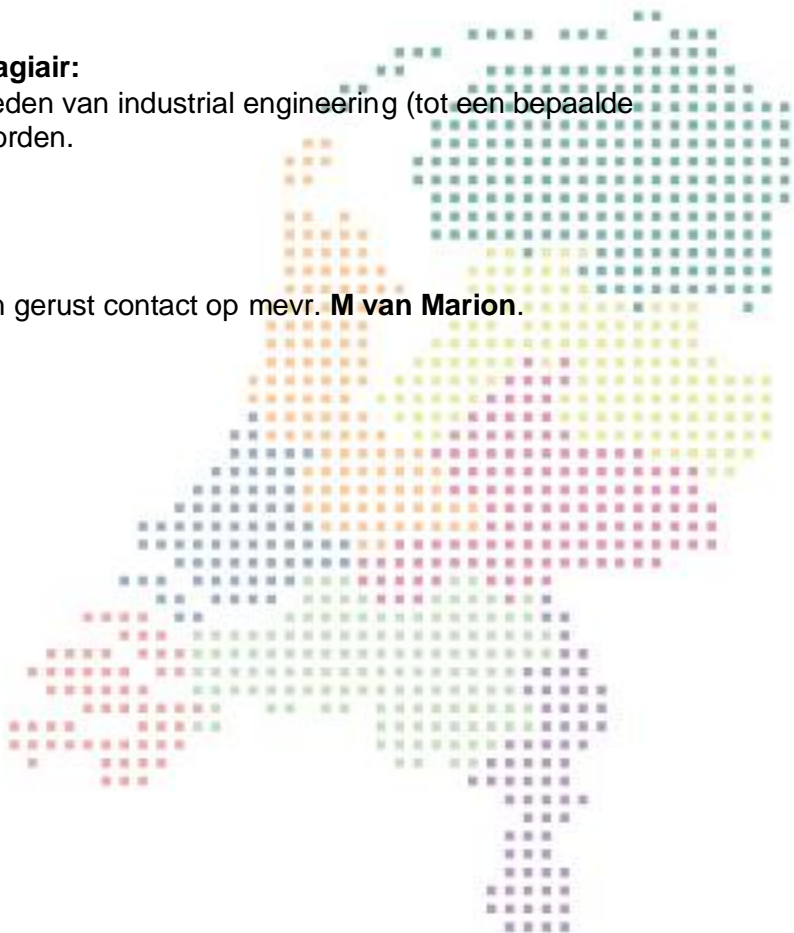 agiair:
eden van industrial engineering (tot een bepaalde
orden.
n gerust contact op mevr. M van Marion.